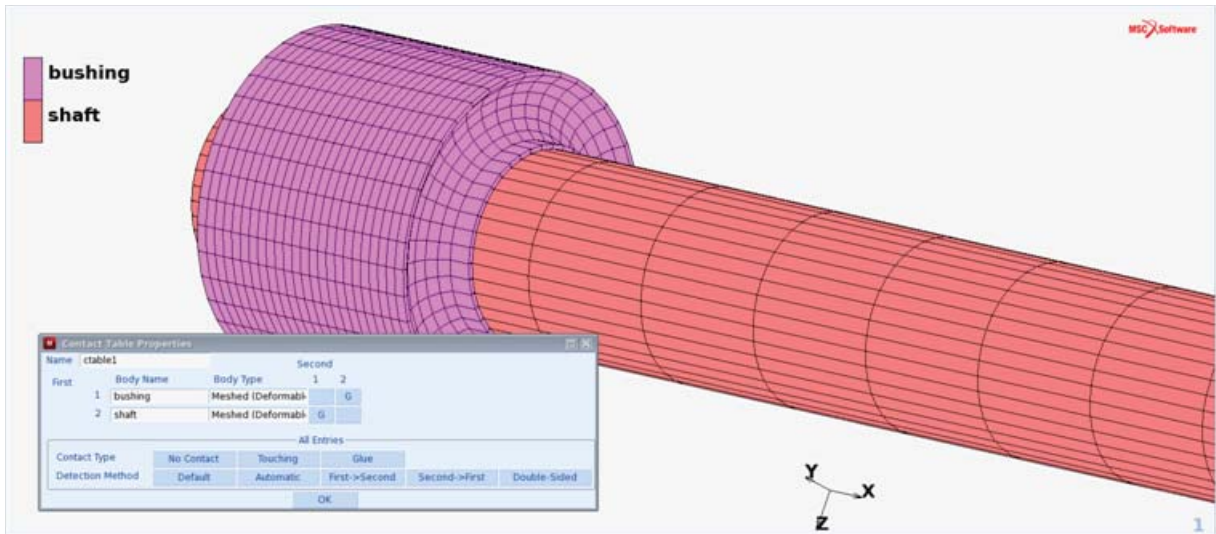 MSC Software
bushing
shaft
Contact Table Properties
Name ctable1
Second
First Body Name Body Type 1 2
1 bushing Meshed (Deformabl G
2 shaft Meshed (Deformabl G
All Entries
Contact Type No Contact Touching Glue
Detection Method Default Automatic First->Second Second->First Double-Sided
OK
Y
X
Z
1